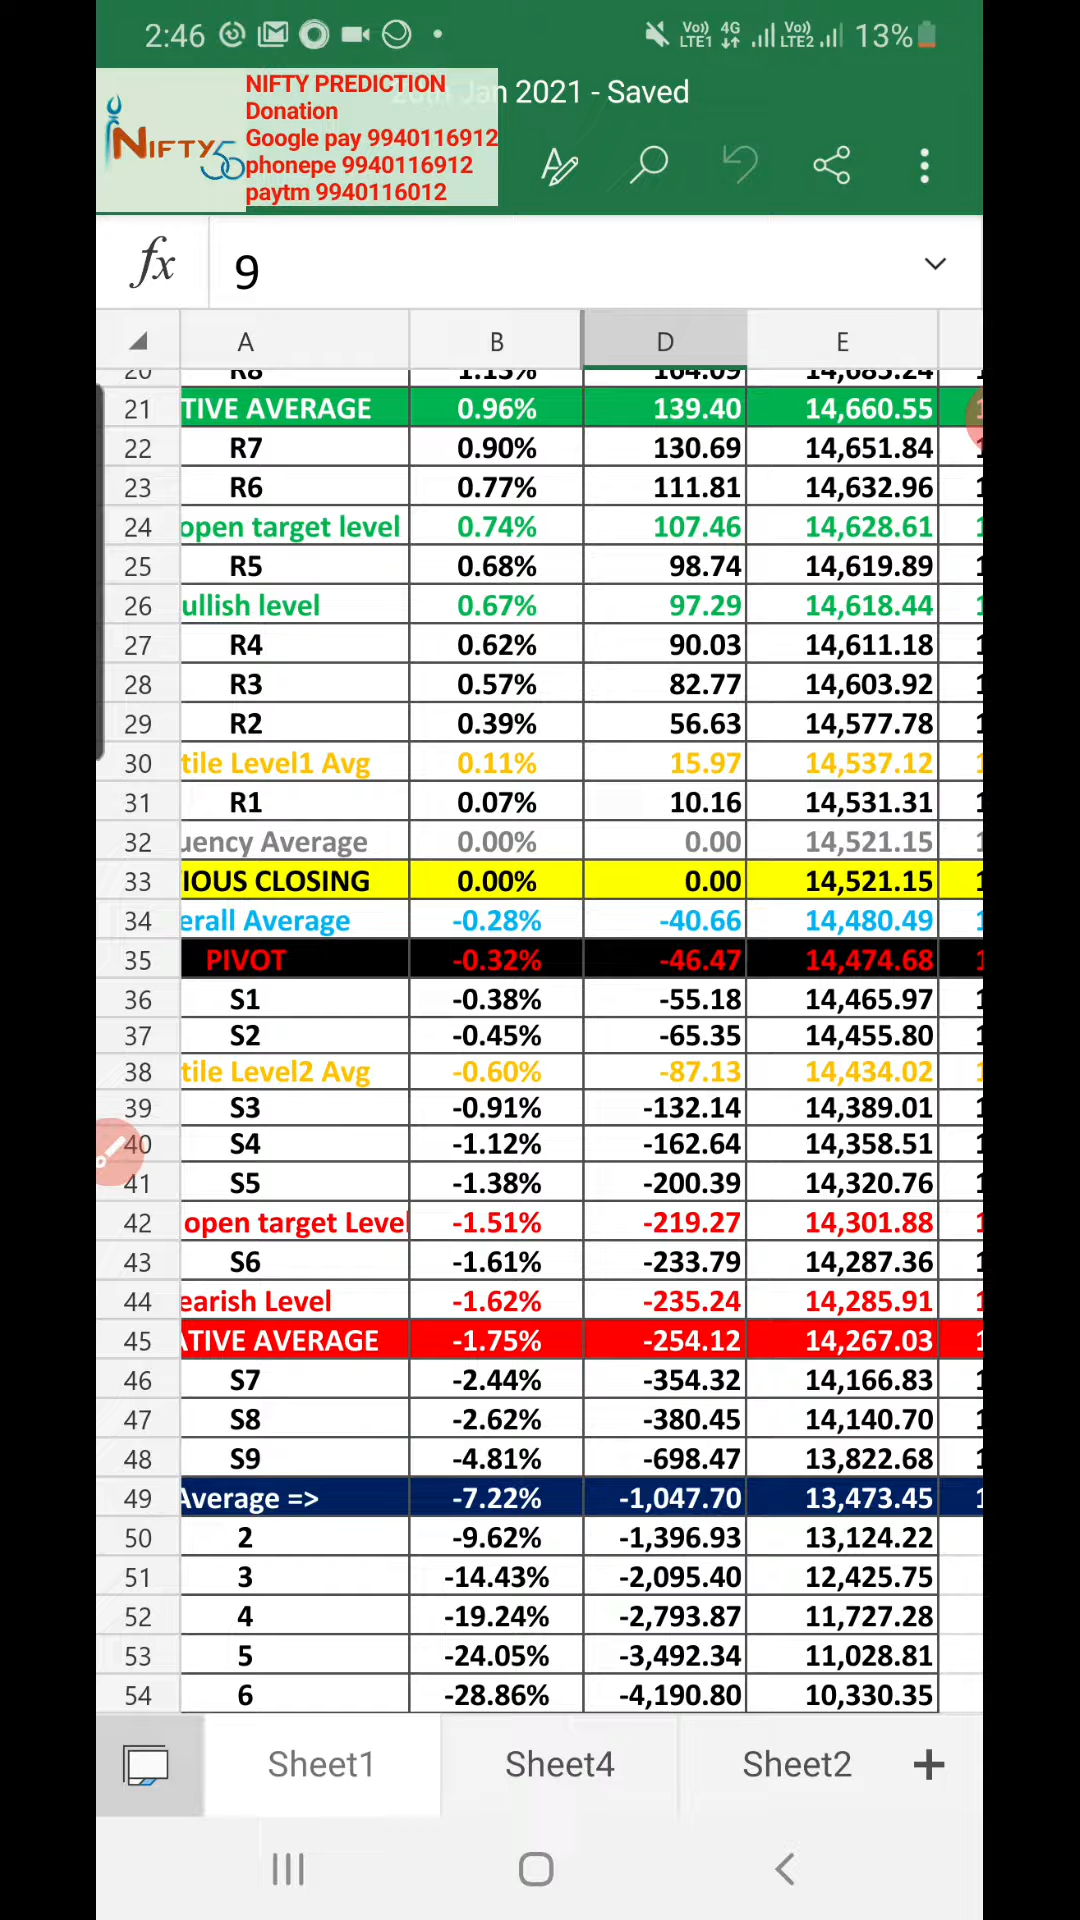 2:46 Vo)) LTE1 4G Vo)) LTE2 13%
NIFTY PREDICTION
Donation
Google pay 9940116912
phonepe 9940116912
paytm 9940116012
NIFTY50
Jan 2021 - Saved
fx 9
A B D E
20 R8 1.13% 164.09 14,685.24
21 TIVE AVERAGE 0.96% 139.40 14,660.55
22 R7 0.90% 130.69 14,651.84
23 R6 0.77% 111.81 14,632.96
24 open target level 0.74% 107.46 14,628.61
25 R5 0.68% 98.74 14,619.89
26 ullish level 0.67% 97.29 14,618.44
27 R4 0.62% 90.03 14,611.18
28 R3 0.57% 82.77 14,603.92
29 R2 0.39% 56.63 14,577.78
30 tile Level1 Avg 0.11% 15.97 14,537.12
31 R1 0.07% 10.16 14,531.31
32 uency Average 0.00% 0.00 14,521.15
33 IOUS CLOSING 0.00% 0.00 14,521.15
34 erall Average -0.28% -40.66 14,480.49
35 PIVOT -0.32% -46.47 14,474.68
36 S1 -0.38% -55.18 14,465.97
37 S2 -0.45% -65.35 14,455.80
38 tile Level2 Avg -0.60% -87.13 14,434.02
39 S3 -0.91% -132.14 14,389.01
40 S4 -1.12% -162.64 14,358.51
41 S5 -1.38% -200.39 14,320.76
42 open target Level -1.51% -219.27 14,301.88
43 S6 -1.61% -233.79 14,287.36
44 earish Level -1.62% -235.24 14,285.91
45 ATIVE AVERAGE -1.75% -254.12 14,267.03
46 S7 -2.44% -354.32 14,166.83
47 S8 -2.62% -380.45 14,140.70
48 S9 -4.81% -698.47 13,822.68
49 Average => -7.22% -1,047.70 13,473.45
50 2 -9.62% -1,396.93 13,124.22
51 3 -14.43% -2,095.40 12,425.75
52 4 -19.24% -2,793.87 11,727.28
53 5 -24.05% -3,492.34 11,028.81
54 6 -28.86% -4,190.80 10,330.35
Sheet1 Sheet4 Sheet2 +